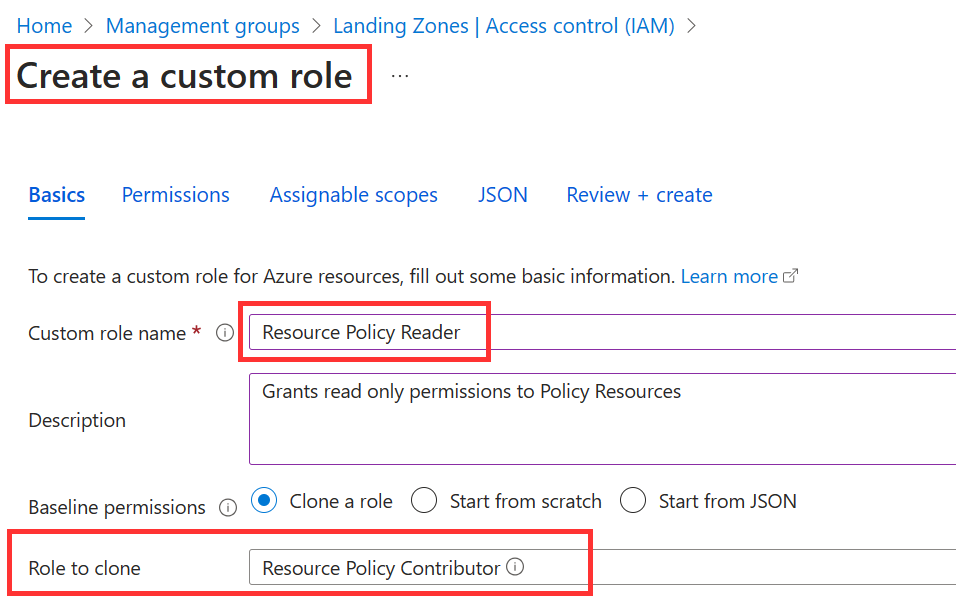 Home > Management groups > Landing Zones | Access control (IAM) >
Create a custom role ...
Basics Permissions Assignable scopes JSON Review + create
To create a custom role for Azure resources, fill out some basic information. Learn more
Custom role name * Resource Policy Reader
Description Grants read only permissions to Policy Resources
Baseline permissions Clone a role Start from scratch Start from JSON
Role to clone Resource Policy Contributor